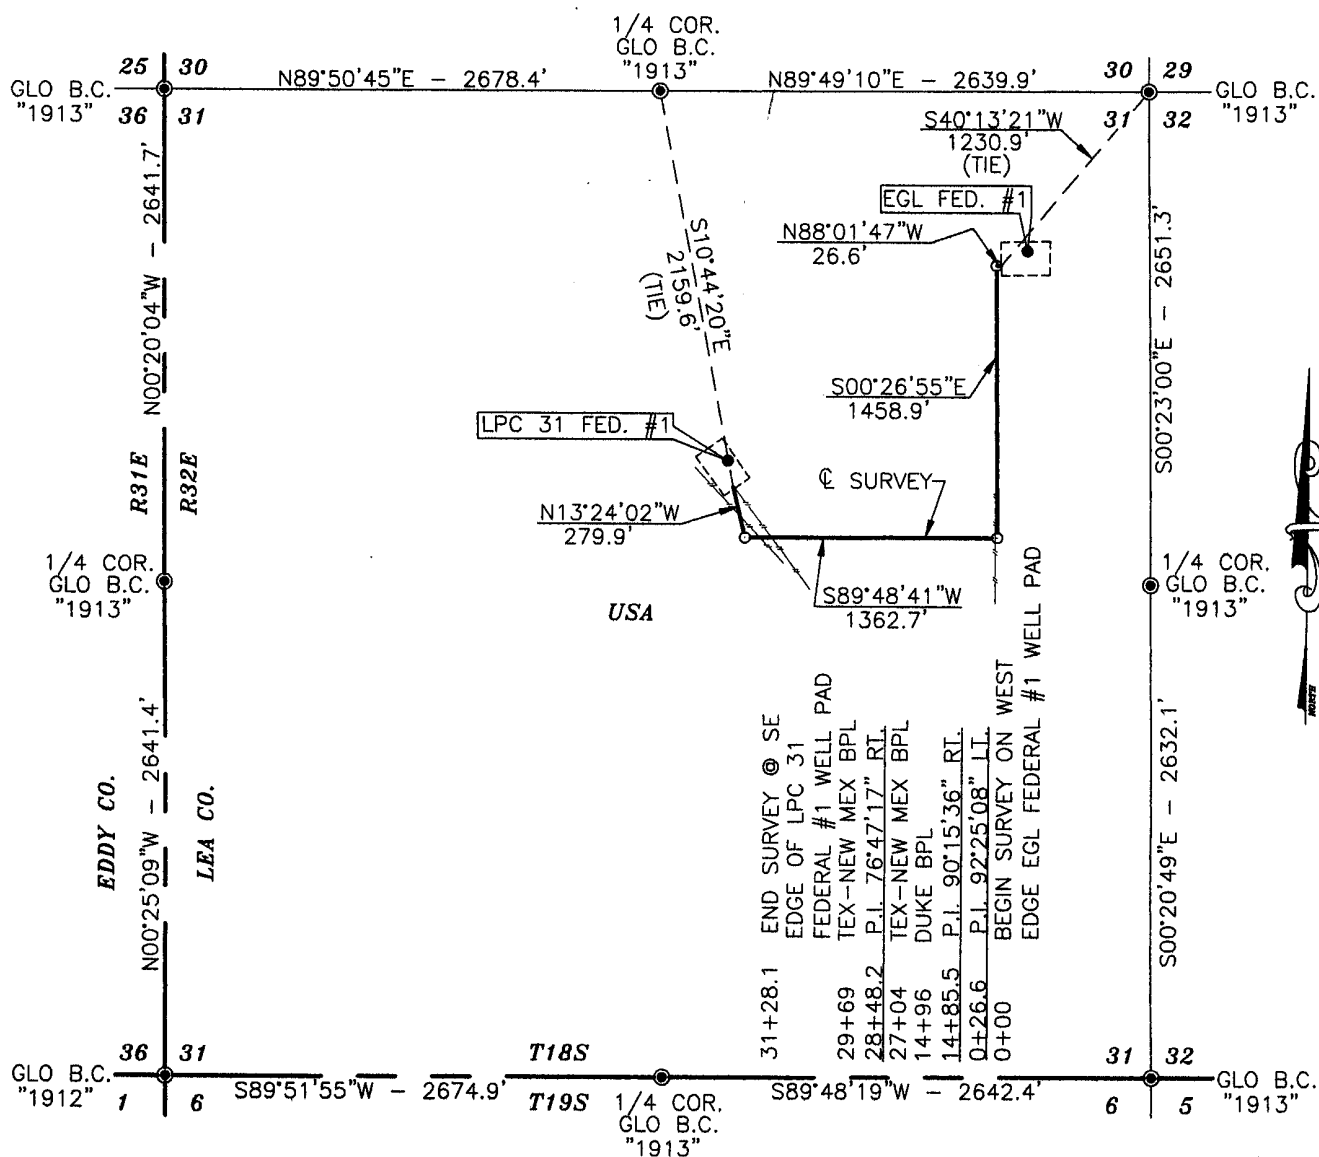 1/4 COR.
GLO B.C.
"1913"
25 30
GLO B.C.
"1913"
36 31
N89°50'45"E - 2678.4'
N89°49'10"E - 2639.9'
30 29
GLO B.C.
"1913"
31 32
S40°13'21"W
1230.9'
(TIE)
EGL FED. #1
N88°01'47"W
26.6'
N00°20'04"W - 2641.7'
S10°44'20"E
2159.6'
(TIE)
S00°23'00"E - 2651.3'
S00°26'55"E
1458.9'
LPC 31 FED. #1
R31E
R32E
℄ SURVEY
N13°24'02"W
279.9'
1/4 COR.
GLO B.C.
"1913"
S89°48'41"W
1362.7'
USA
1/4 COR.
GLO B.C.
"1913"
NORTH
31+28.1 END SURVEY @ SE
EDGE OF LPC 31
FEDERAL #1 WELL PAD
29+69 TEX-NEW MEX BPL
28+48.2 P.I. 76°47'17" RT.
27+04 TEX-NEW MEX BPL
14+96 DUKE BPL
14+85.5 P.I. 90°15'36" RT.
0+26.6 P.I. 92°25'08" LT.
0+00 BEGIN SURVEY ON WEST
EDGE EGL FEDERAL #1 WELL PAD
EDDY CO.
LEA CO.
N00°25'09"W - 2641.4'
S00°20'49"E - 2632.1'
36 31
GLO B.C.
"1912"
1 6
S89°51'55"W - 2674.9'
T18S
T19S
1/4 COR.
GLO B.C.
"1913"
S89°48'19"W - 2642.4'
31 32
GLO B.C.
"1913"
6 5